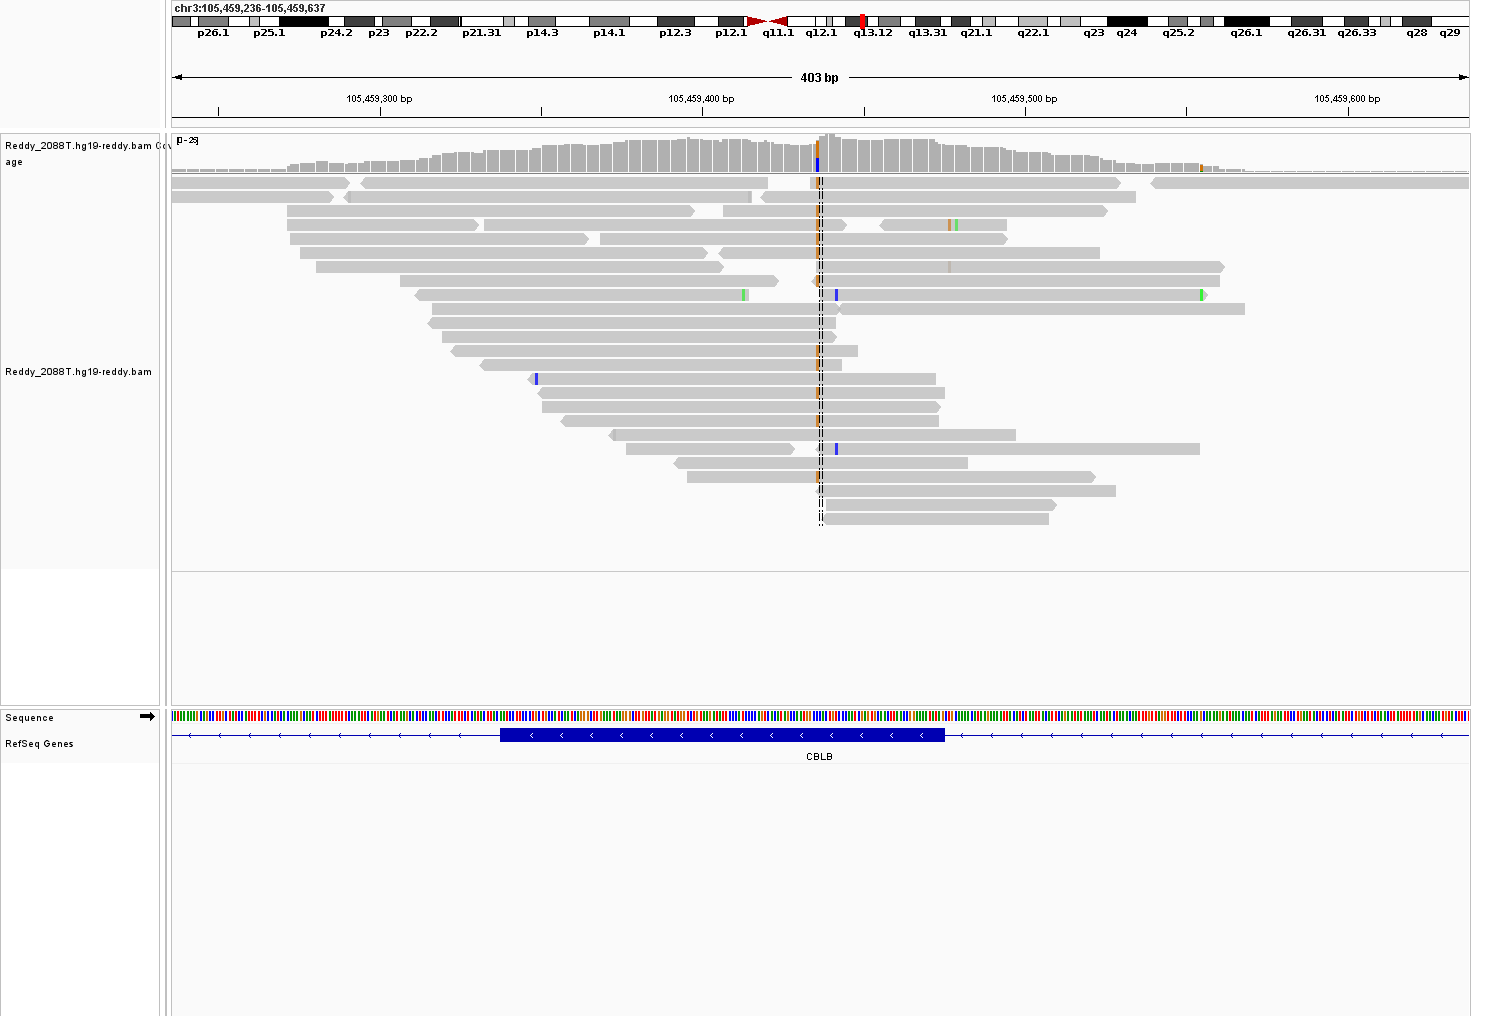 chr3:105,459,236-105,459,637
p26.1 p25.1 p24.2 p23 p22.2 p21.31 p14.3 p14.1 p12.3 p12.1 q11.1 q12.1 q13.12 q13.31 q21.1 q22.1 q23 q24 q25.2 q26.1 q26.31 q26.33 q28 q29
403 bp
105,459,300 bp 105,459,400 bp 105,459,500 bp 105,459,600 bp
Reddy_2088T.hg19-reddy.bam Cov
age
[0 - 25]
Reddy_2088T.hg19-reddy.bam
Sequence
RefSeq Genes
CBLB